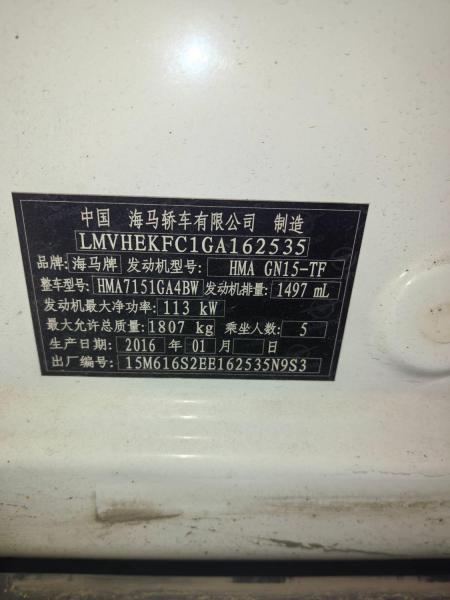 中国 海马轿车有限公司 制造
LMVHEKFC1GA162535
品牌: 海马牌 发动机型号: HMA GN15-TF
整车型号: HMA7151GA4BW 发动机排量: 1497 mL
发动机最大净功率: 113 kW
最大允许总质量: 1807 kg 乘坐人数: 5
生产日期: 2016 年 01 月 日
出厂编号: 15M616S2EE162535N9S3